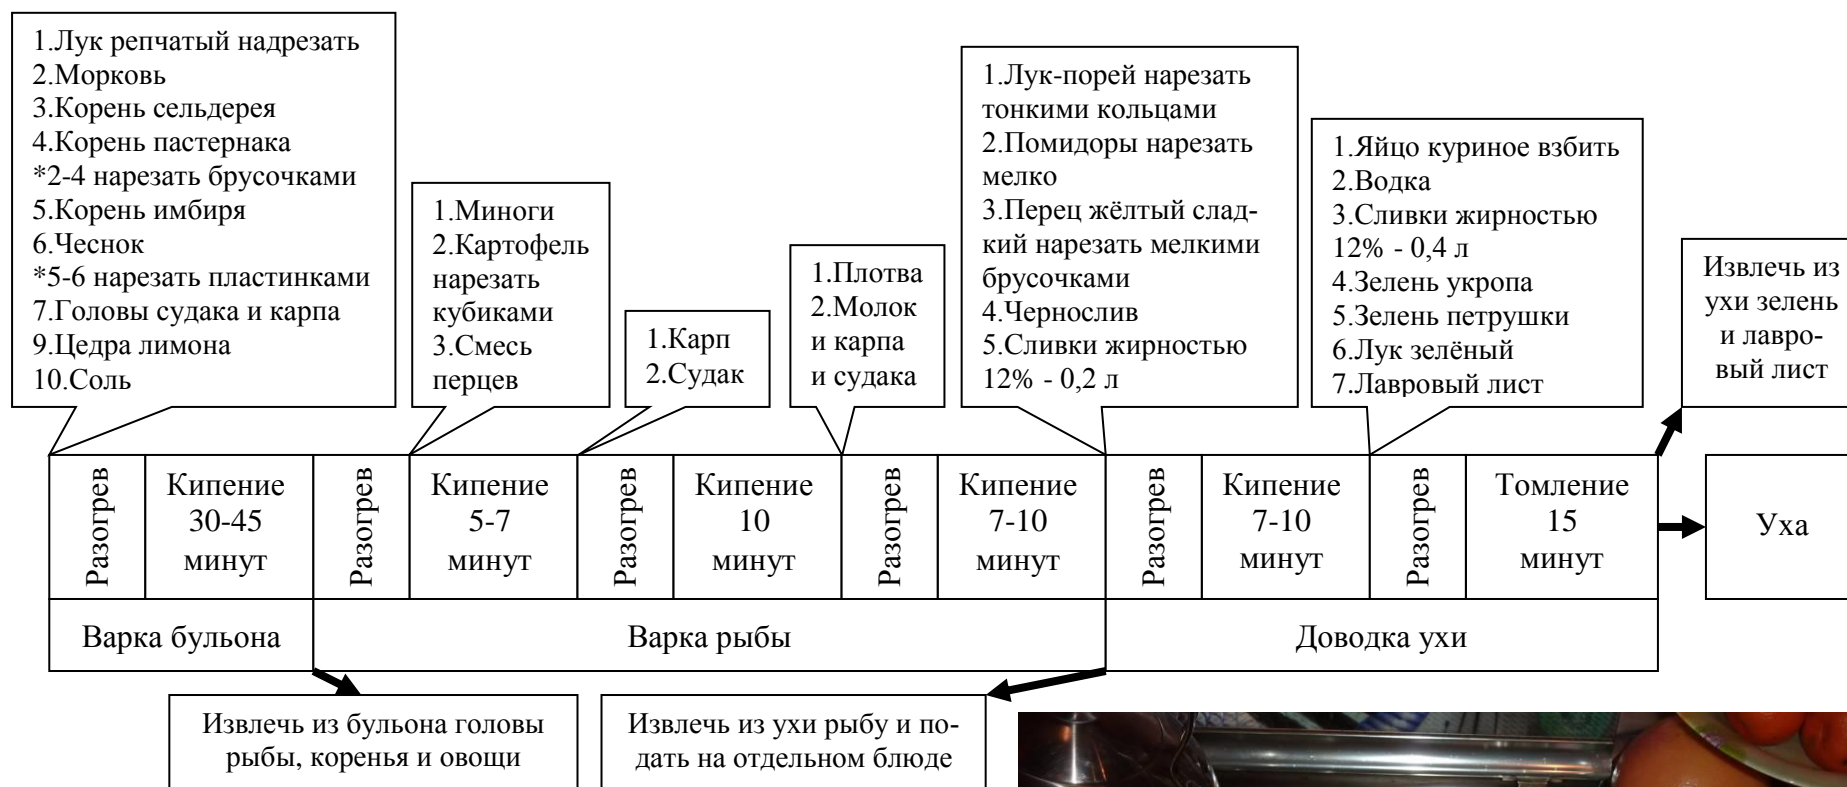 1.Лук репчатый надрезать
2.Морковь
3.Корень сельдерея
4.Корень пастернака
*2-4 нарезать брусочками
5.Корень имбиря
6.Чеснок
*5-6 нарезать пластинками
7.Головы судака и карпа
9.Цедра лимона
10.Соль
1.Миноги
2.Картофель
нарезать
кубиками
3.Смесь
перцев
1.Карп
2.Судак
1.Плотва
2.Молок
и карпа
и судака
1.Лук-порей нарезать
тонкими кольцами
2.Помидоры нарезать
мелко
3.Перец жёлтый слад-
кий нарезать мелкими
брусочками
4.Чернослив
5.Сливки жирностью
12% - 0,2 л
1.Яйцо куриное взбить
2.Водка
3.Сливки жирностью
12% - 0,4 л
4.Зелень укропа
5.Зелень петрушки
6.Лук зелёный
7.Лавровый лист
Извлечь из
ухи зелень
и лавро-
вый лист
Разогрев
Кипение
30-45
минут
Разогрев
Кипение
5-7
минут
Разогрев
Кипение
10
минут
Разогрев
Кипение
7-10
минут
Разогрев
Кипение
7-10
минут
Разогрев
Томление
15
минут
Уха
Варка бульона
Варка рыбы
Доводка ухи
Извлечь из бульона головы
рыбы, коренья и овощи
Извлечь из ухи рыбу и по-
дать на отдельном блюде